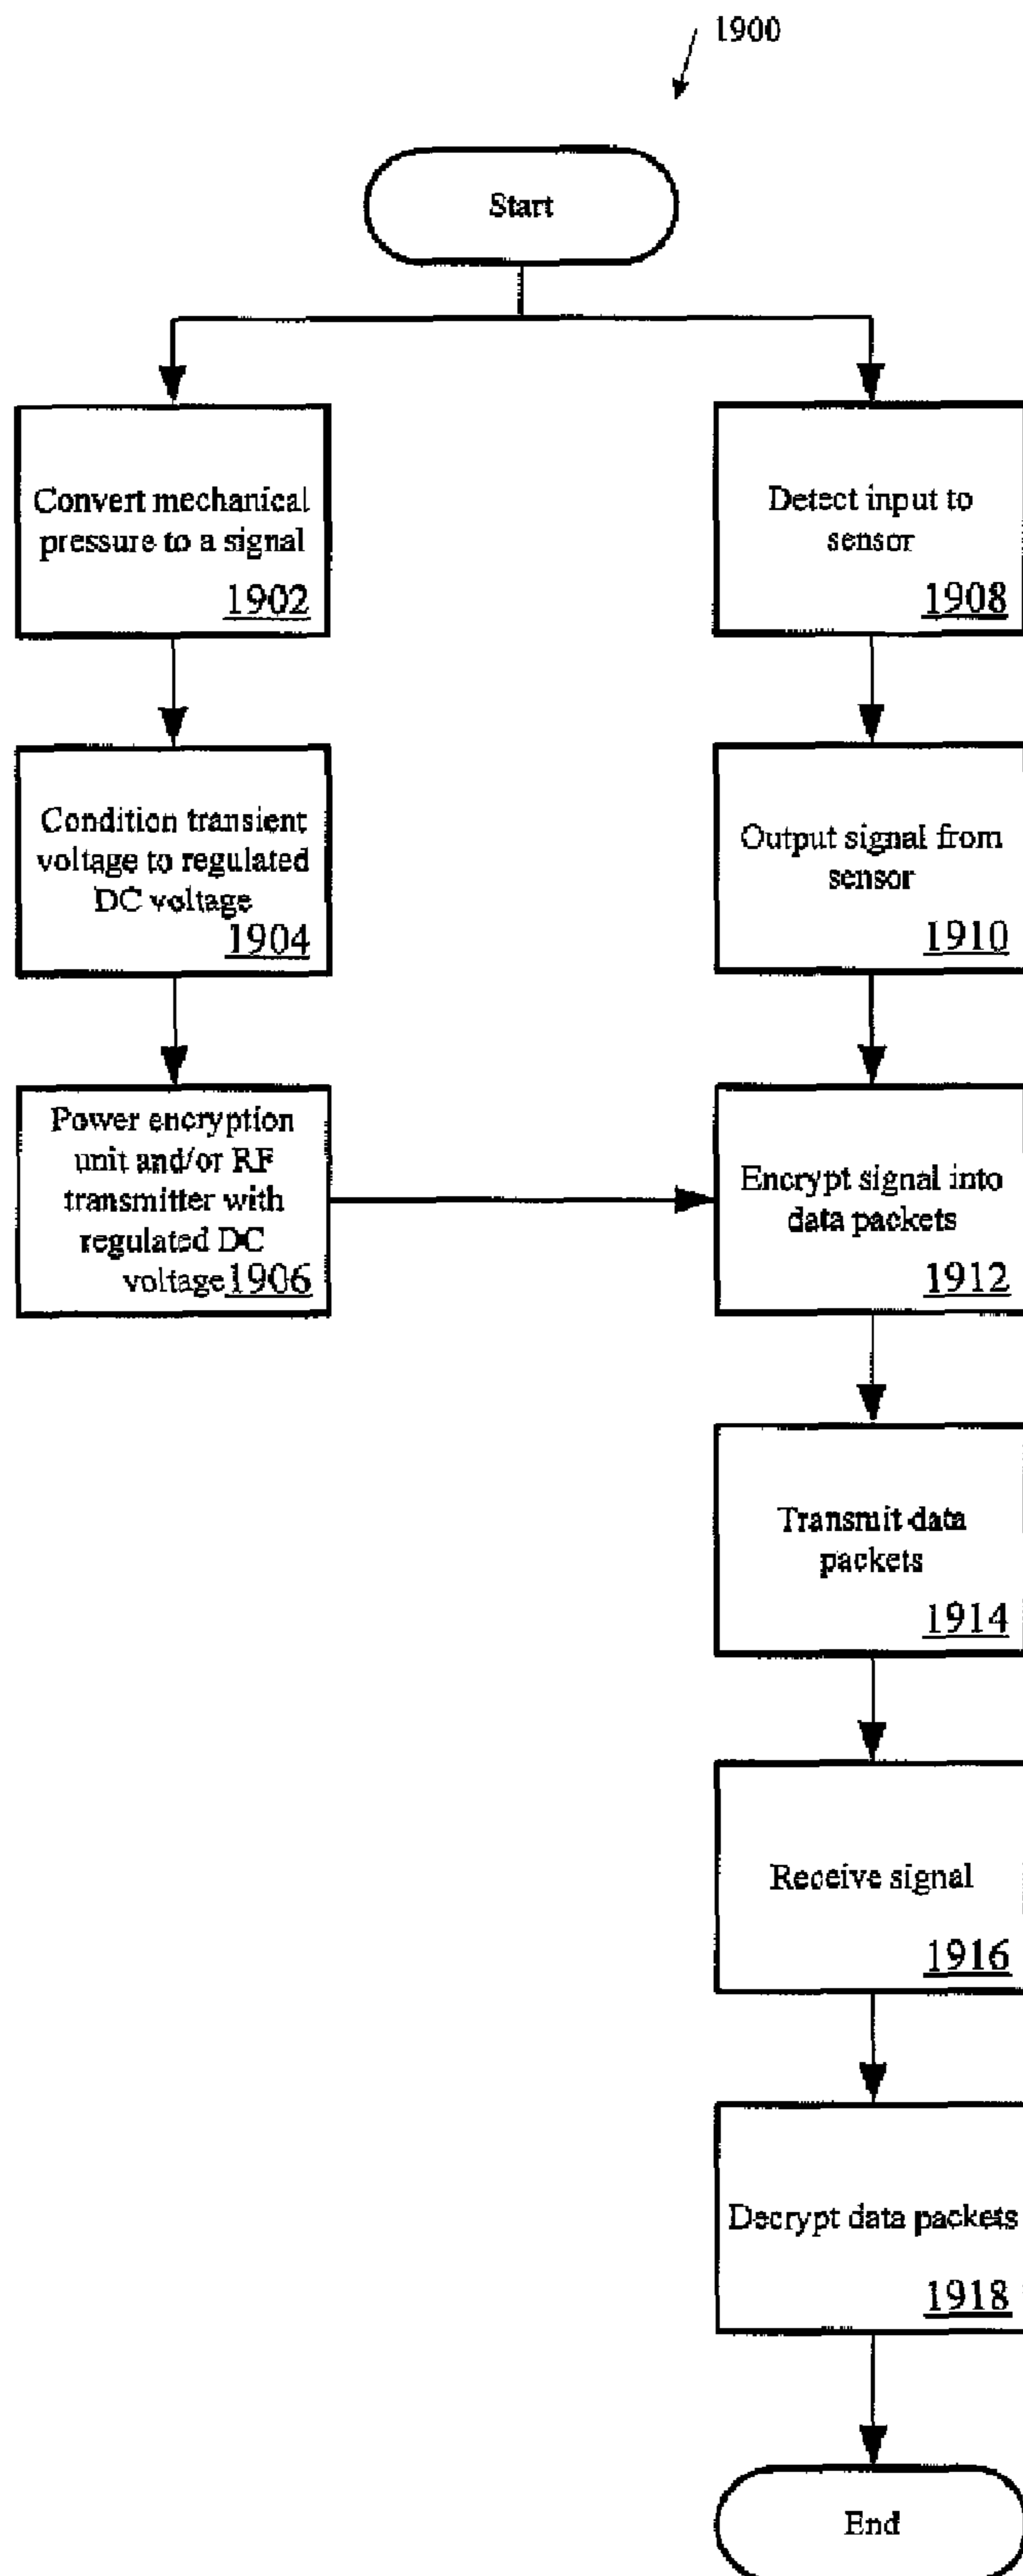 1900
Start
Convert mechanical
pressure to a signal
1902
Condition transient
voltage to regulated
DC voltage
1904
Power encryption
unit and/or RF
transmitter with
regulated DC
voltage 1906
Detect input to
sensor
1908
Output signal from
sensor
1910
Encrypt signal into
data packets
1912
Transmit data
packets
1914
Receive signal
1916
Decrypt data packets
1918
End